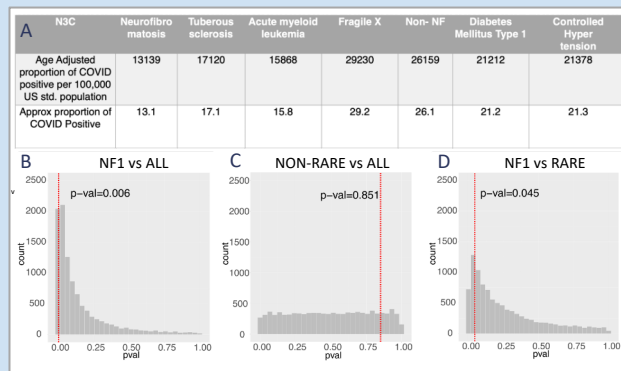 A
N3C Neurofibro Tuberous Acute myeloid Fragile X Non- NF Diabetes Controlled
matosis sclerosis leukemia Mellitus Type 1 Hyper
tension
Age Adjusted 13139 17120 15868 29230 26159 21212 21378
proportion of COVID
positive per 100,000
US std. population
Approx proportion of 13.1 17.1 15.8 29.2 26.1 21.2 21.3
COVID Positive
B NF1 vs ALL
v
p-val=0.006
count
2500
2000
1500
1000
500
0
0.00 0.25 0.50 0.75 1.00
pval
C NON-RARE vs ALL
p-val=0.851
count
2500
2000
1500
1000
500
0
0.00 0.25 0.50 0.75 1.00
pval
D NF1 vs RARE
p-val=0.045
count
2500
2000
1500
1000
500
0
0.00 0.25 0.50 0.75 1.00
pval